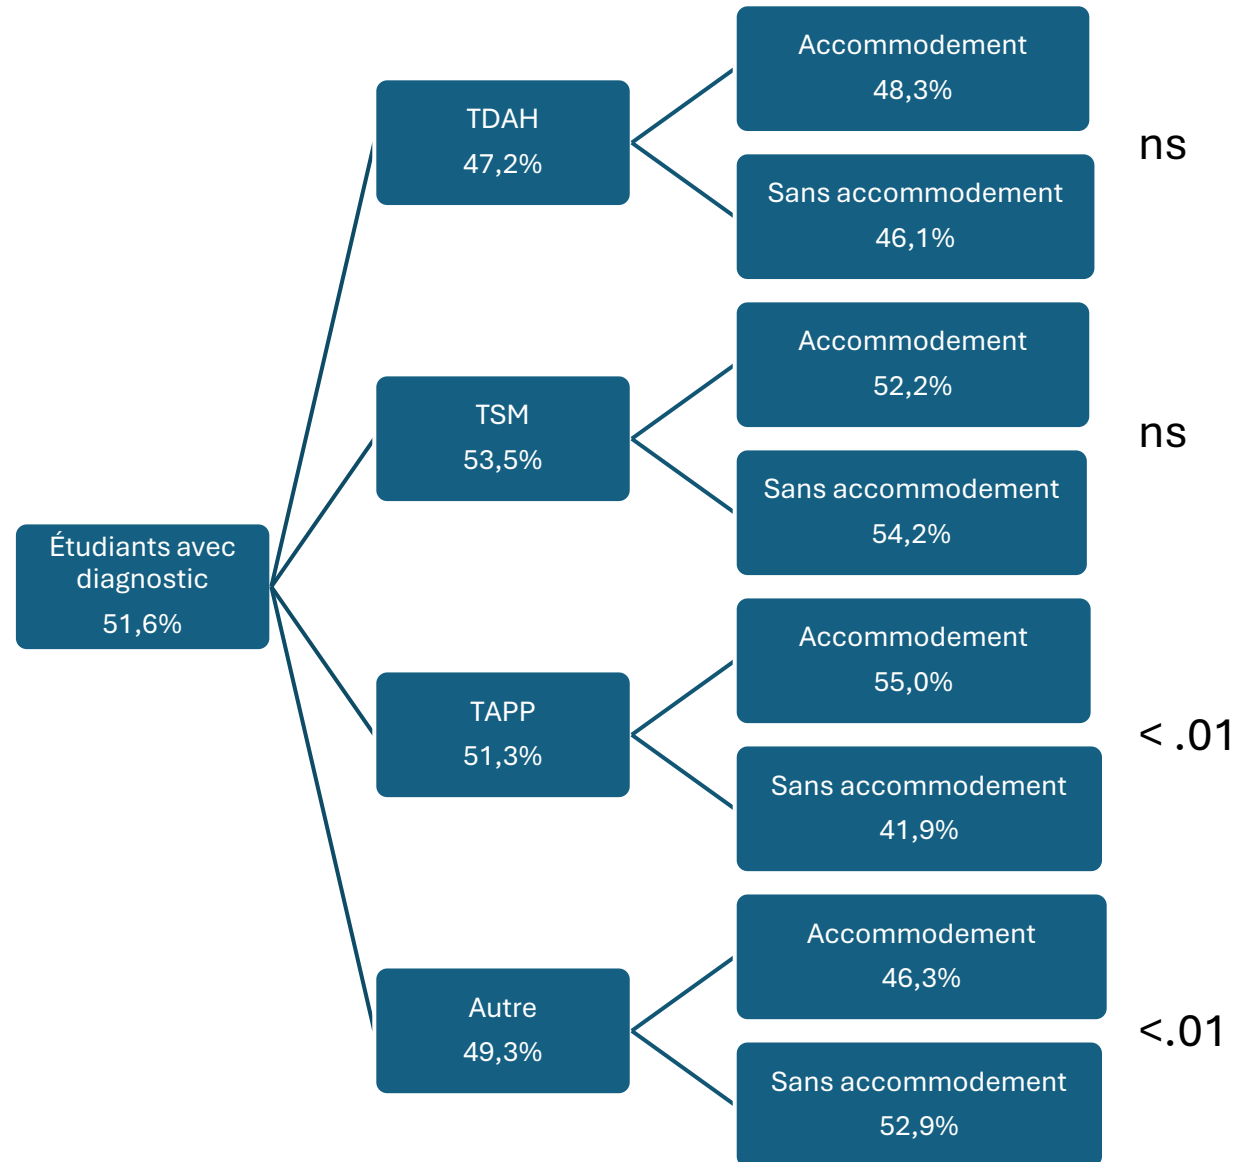 Étudiants avec
diagnostic
51,6%
TDAH
47,2%
Accommodement
48,3%
Sans accommodement
46,1%
ns
TSM
53,5%
Accommodement
52,2%
Sans accommodement
54,2%
ns
TAPP
51,3%
Accommodement
55,0%
Sans accommodement
41,9%
< .01
Autre
49,3%
Accommodement
46,3%
Sans accommodement
52,9%
<.01